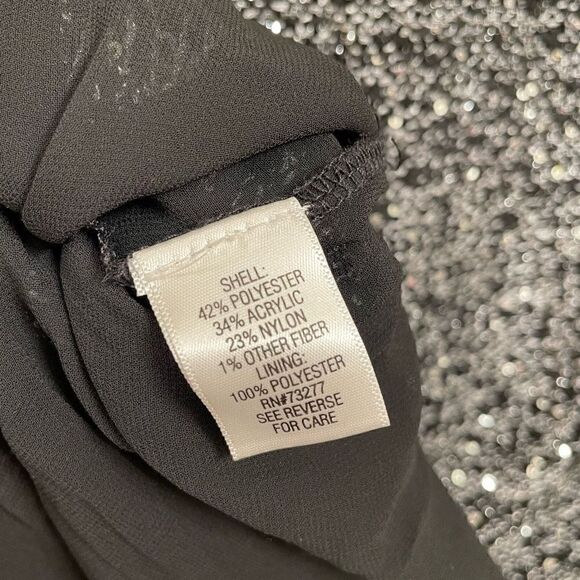 SHELL:
42% POLYESTER
34% ACRYLIC
23% NYLON
1% OTHER FIBER
LINING:
100% POLYESTER
RN#73277
SEE REVERSE
FOR CARE